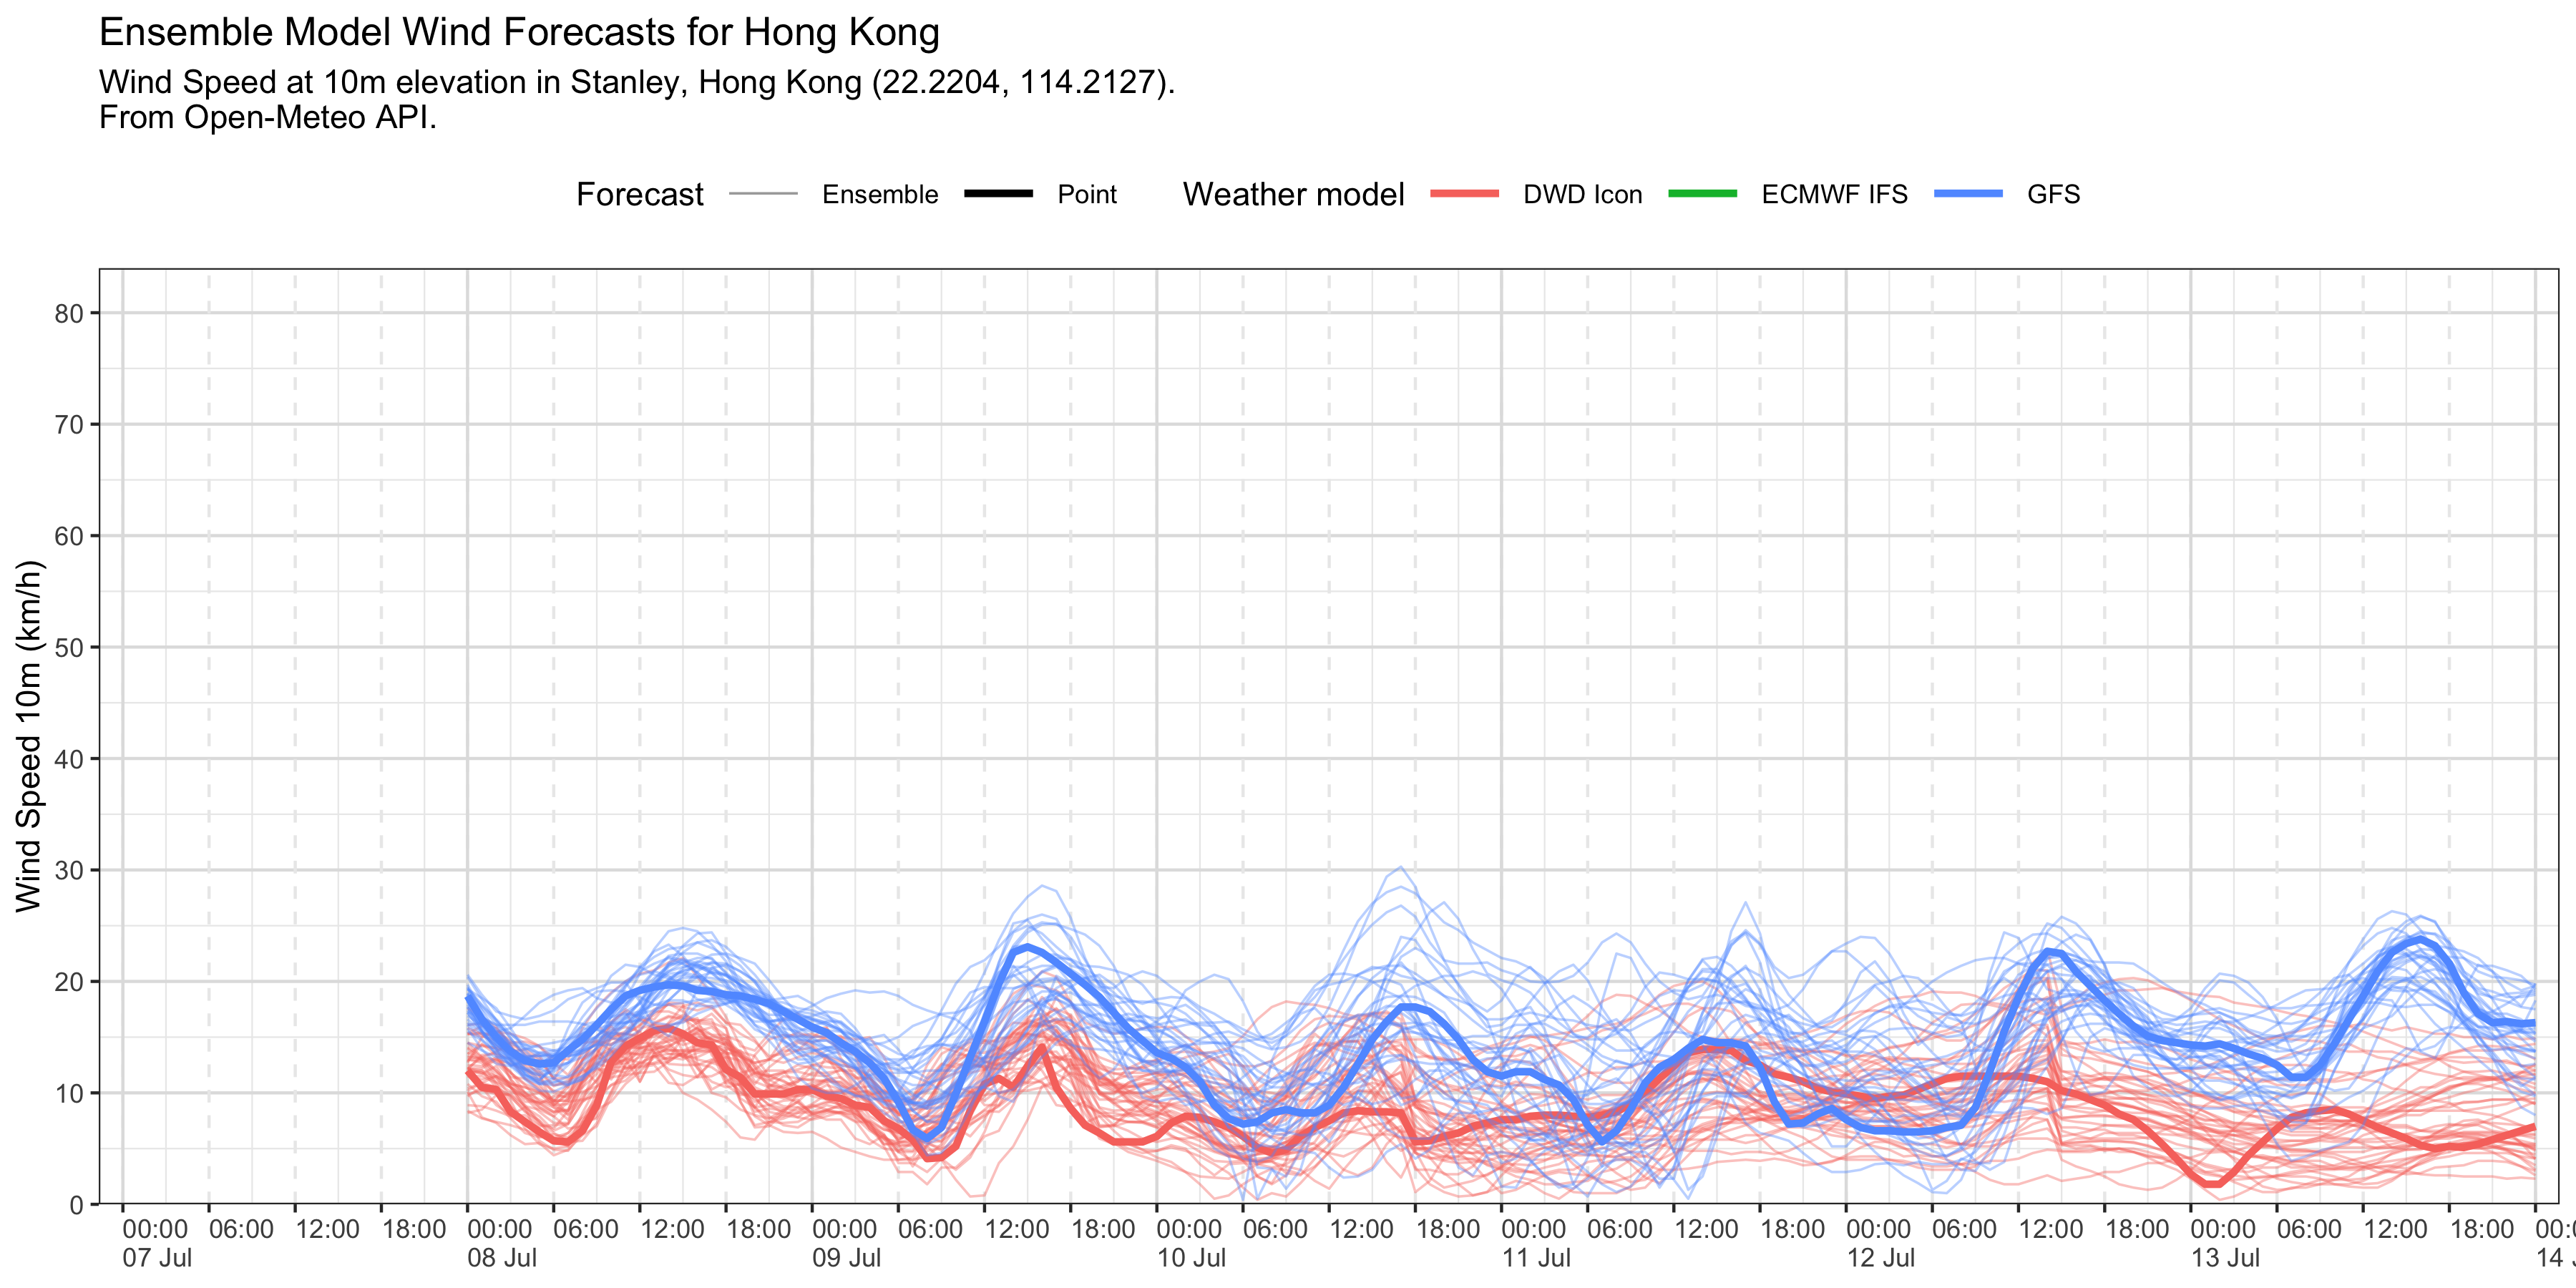 Ensemble Model Wind Forecasts for Hong Kong
Wind Speed at 10m elevation in Stanley, Hong Kong (22.2204, 114.2127).
From Open-Meteo API.
Forecast Ensemble Point Weather model DWD Icon ECMWF IFS GFS
80
70
60
50
40
30
20
10
0
Wind Speed 10m (km/h)
00:00 06:00 12:00 18:00 00:00 06:00 12:00 18:00 00:00 06:00 12:00 18:00 00:00 06:00 12:00 18:00 00:00 06:00 12:00 18:00 00:00 06:00 12:00 18:00 00:00 06:00 12:00 18:00 00:0
07 Jul 08 Jul 09 Jul 10 Jul 11 Jul 12 Jul 13 Jul 14 J